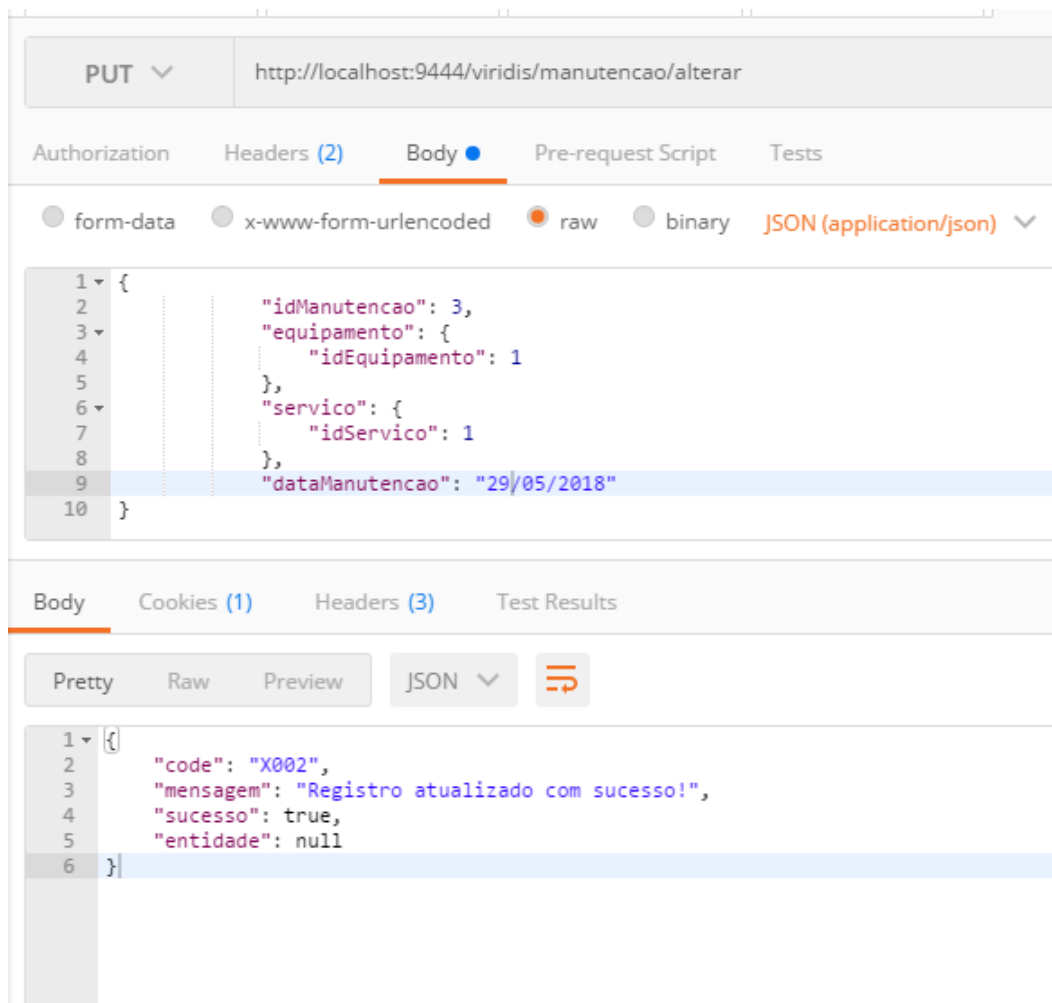 PUT http://localhost:9444/viridis/manutencao/alterar
Authorization Headers (2) Body Pre-request Script Tests
form-data x-www-form-urlencoded raw binary JSON (application/json)
1 {
2 "idManutencao": 3,
3 "equipamento": {
4 "idEquipamento": 1
5 },
6 "servico": {
7 "idServico": 1
8 },
9 "dataManutencao": "29/05/2018"
10 }
Body Cookies (1) Headers (3) Test Results
Pretty Raw Preview JSON
1 {
2 "code": "X002",
3 "mensagem": "Registro atualizado com sucesso!",
4 "sucesso": true,
5 "entidade": null
6 }